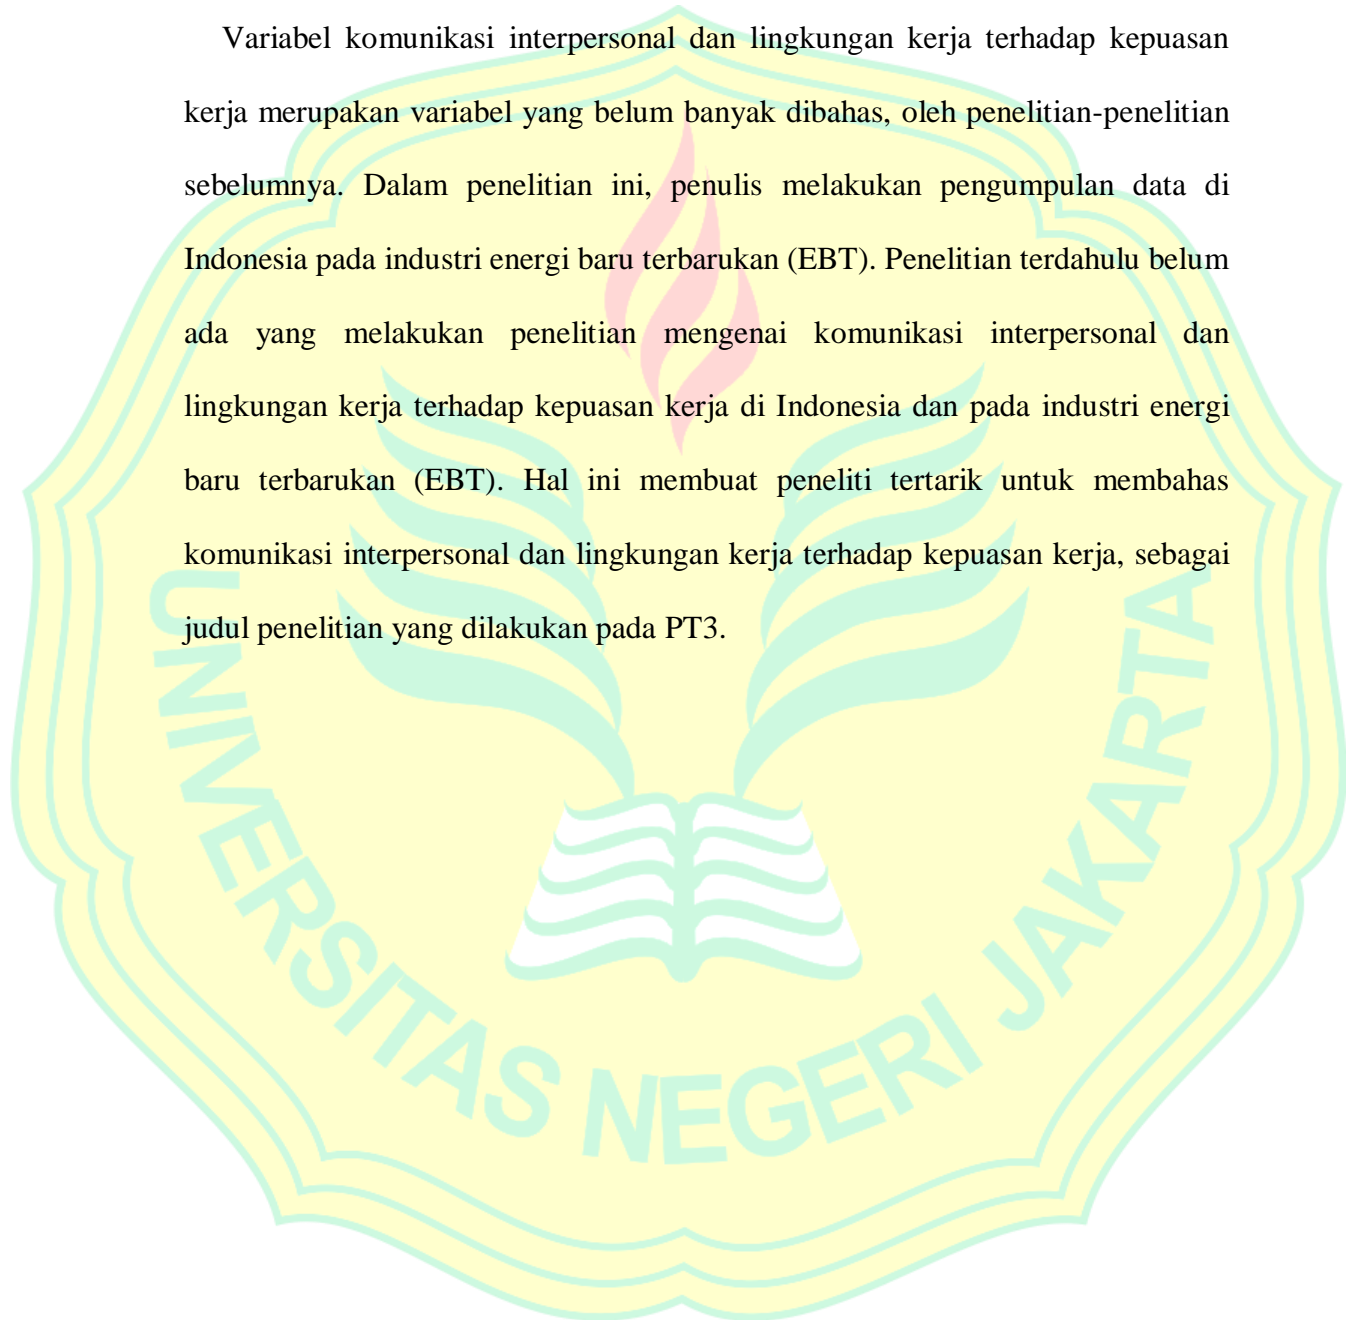 Variabel komunikasi interpersonal dan lingkungan kerja terhadap kepuasan
kerja merupakan variabel yang belum banyak dibahas, oleh penelitian-penelitian
sebelumnya. Dalam penelitian ini, penulis melakukan pengumpulan data di
Indonesia pada industri energi baru terbarukan (EBT). Penelitian terdahulu belum
ada yang melakukan penelitian mengenai komunikasi interpersonal dan
lingkungan kerja terhadap kepuasan kerja di Indonesia dan pada industri energi
baru terbarukan (EBT). Hal ini membuat peneliti tertarik untuk membahas
komunikasi interpersonal dan lingkungan kerja terhadap kepuasan kerja, sebagai
judul penelitian yang dilakukan pada PT3.
UNIVERSITAS NEGERI JAKARTA